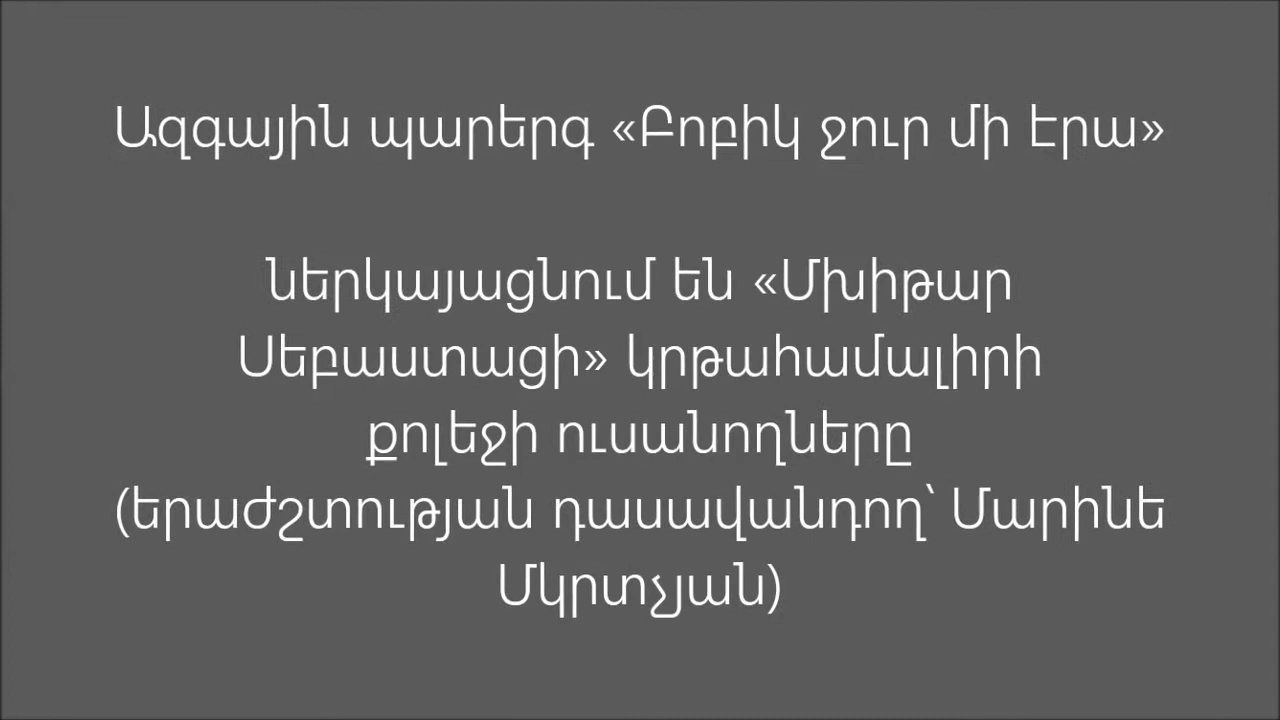 Ազգային պարերգ «Բոբիկ ջուր մի էրա»
ներկայացնում են «Մխիթար
Սեբաստացի» կրթահամալիրի
քոլեջի ուսանողները
(երաժշտության դասավանդող՝ Մարինե
Մկրտչյան)